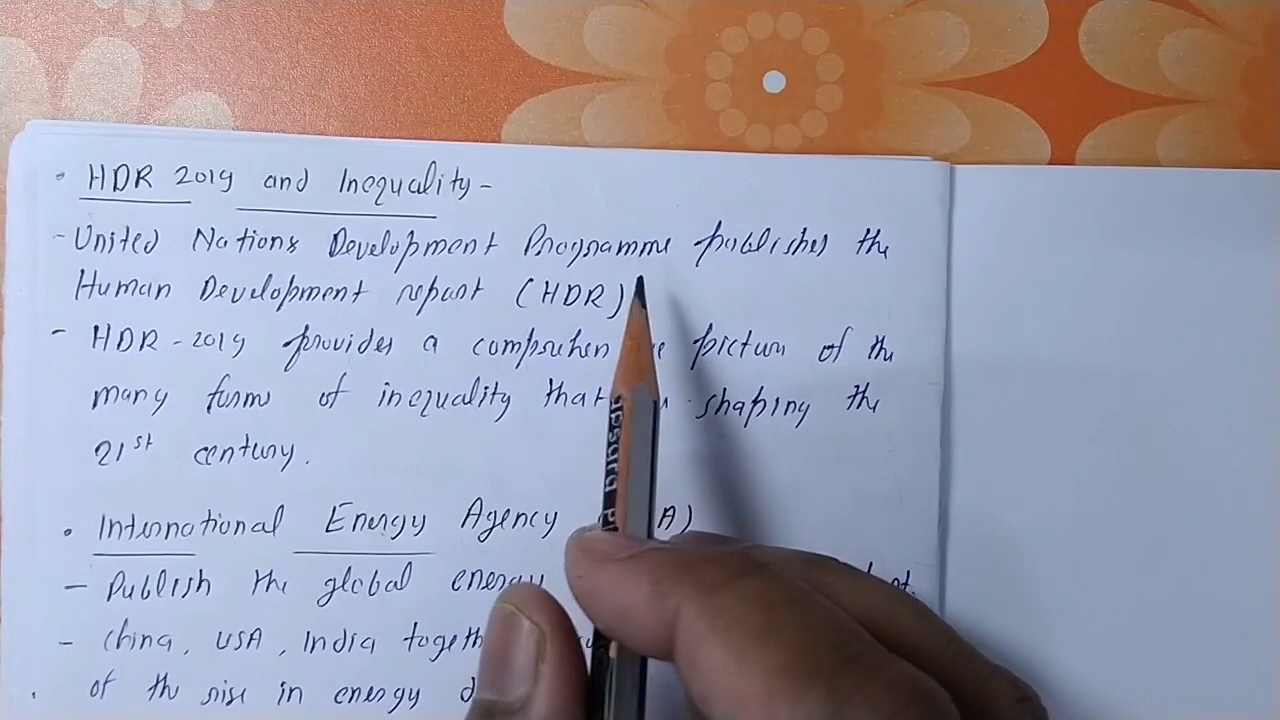 • HDR 2019 and Inequality -
- United Nations Development Programme publishes the
Human Development report (HDR)
- HDR - 2019 provides a picture of the
many forms of inequality that shaping the
21st century.
• International Energy Agency A)
- Publish the global energy
- China, USA, India
of the rise in energy
apsara